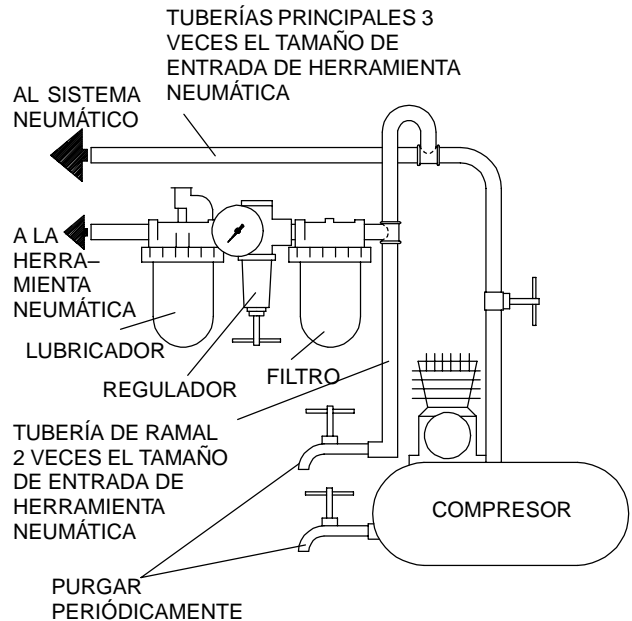 TUBERÍAS PRINCIPALES 3
VECES EL TAMAÑO DE
ENTRADA DE HERRAMIENTA
NEUMÁTICA
AL SISTEMA
NEUMÁTICO
A LA
HERRA–
MIENTA
NEUMÁTICA
LUBRICADOR
REGULADOR
FILTRO
TUBERÍA DE RAMAL
2 VECES EL TAMAÑO
DE ENTRADA DE
HERRAMIENTA
NEUMÁTICA
COMPRESOR
PURGAR
PERIÓDICAMENTE